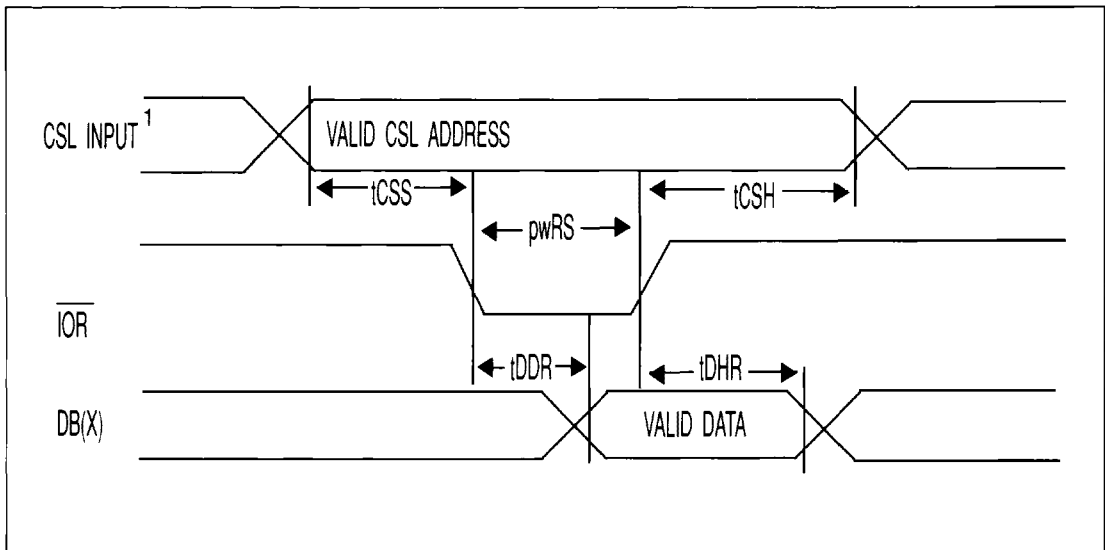 CSL INPUT 1
VALID CSL ADDRESS
tCSS
tCSH
pwRS
IOR
tDDR
tDHR
DB(X)
VALID DATA